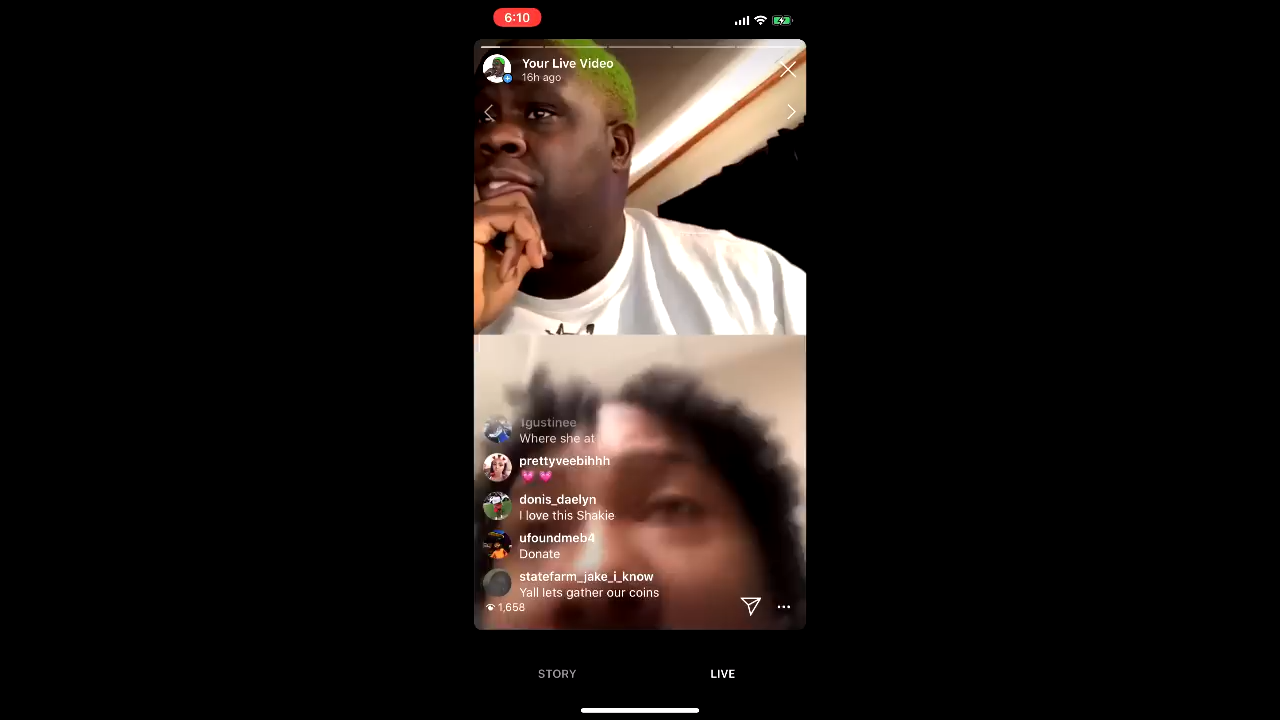 6:10
Your Live Video
16h ago
1gustinee
Where she at
prettyveebihhh
💗 💗
donis_daelyn
I love this Shakie
ufoundmeb4
Donate
statefarm_jake_i_know
Yall lets gather our coins
1,658
STORY
LIVE